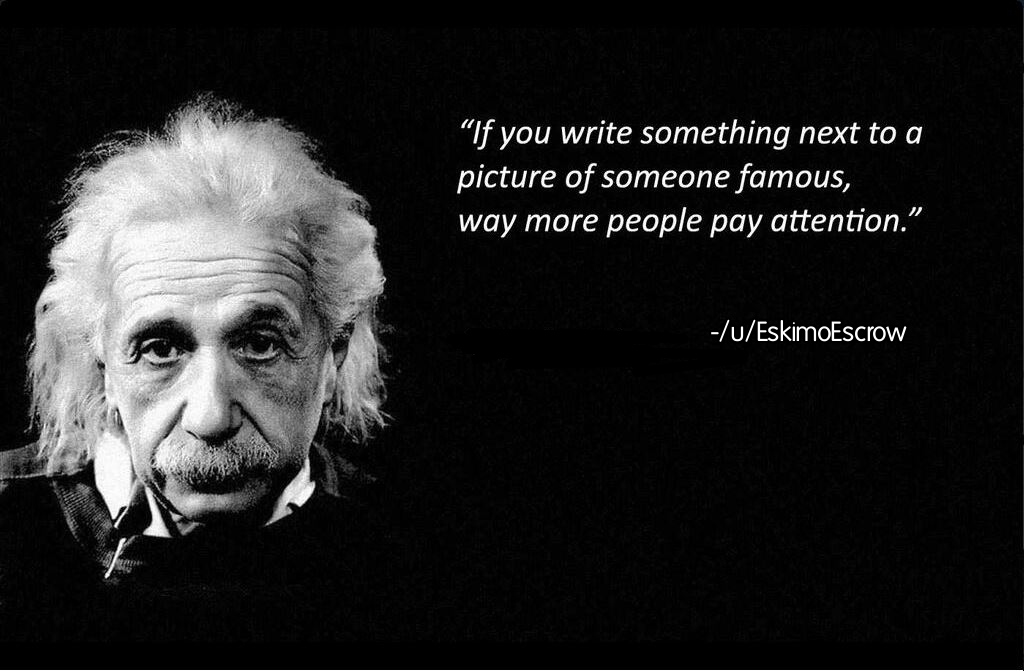 “If you write something next to a
picture of someone famous,
way more people pay attention.”
-/u/EskimoEscrow